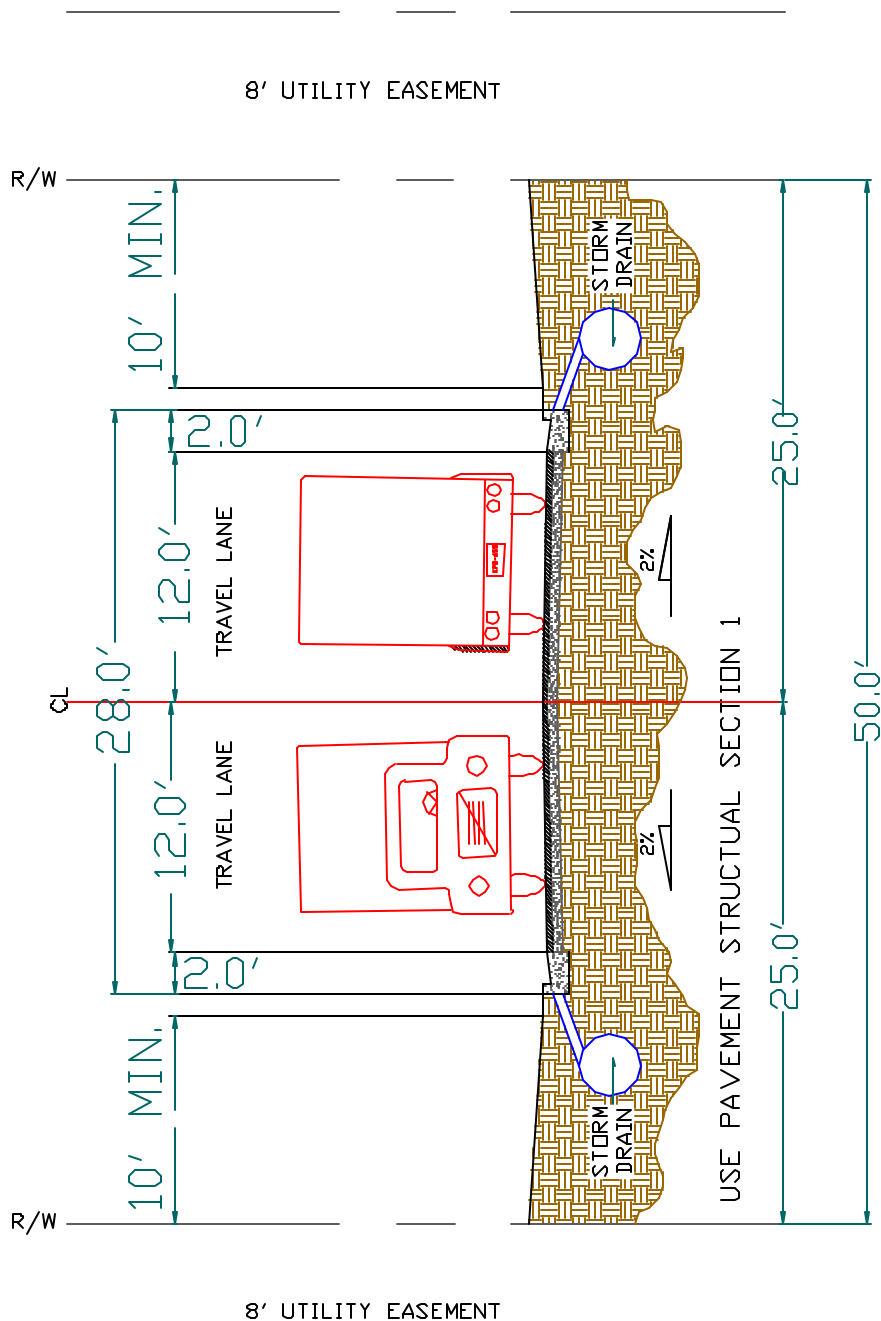 8' UTILITY EASEMENT
R/W
10' MIN.
STORM
DRAIN
2.0'
25.0'
12.0'
TRAVEL LANE
2%
CL
28.0'
50.0'
12.0'
TRAVEL LANE
2%
USE PAVEMENT STRUCTUAL SECTION 1
2.0'
25.0'
10' MIN.
STORM
DRAIN
R/W
8' UTILITY EASEMENT